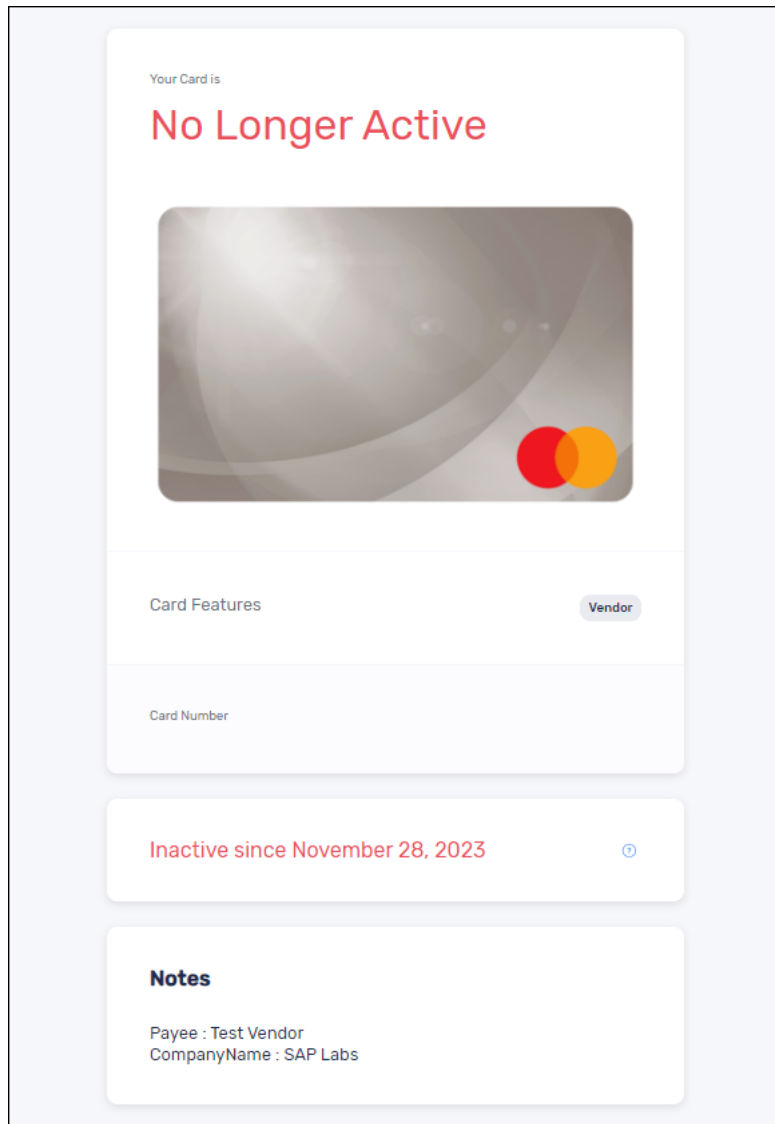 Your Card is
No Longer Active
Card Features
Vendor
Card Number
Inactive since November 28, 2023
?
Notes
Payee : Test Vendor
CompanyName : SAP Labs